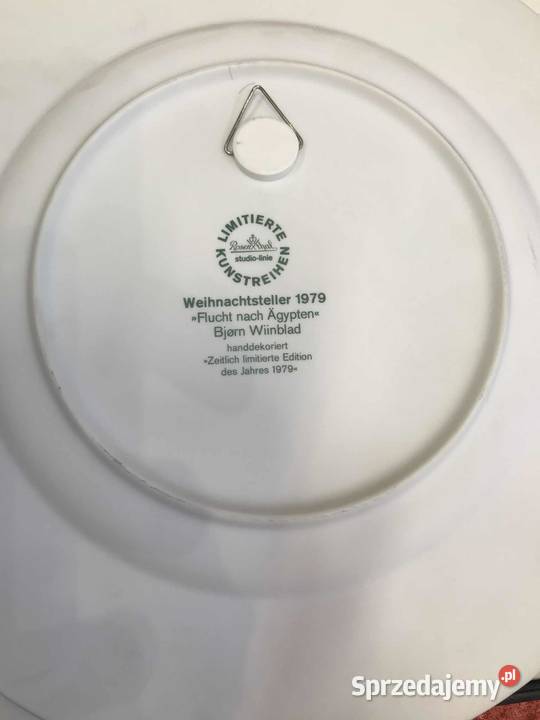 LIMITIERTE
Rosenthal
studio-linie
KUNSTREIHEN
Weihnachtsteller 1979
»Flucht nach Ägypten«
Bjørn Wiinblad
handdekoriert
»Zeitlich limitierte Edition
des Jahres 1979«
Sprzedajemy.pl